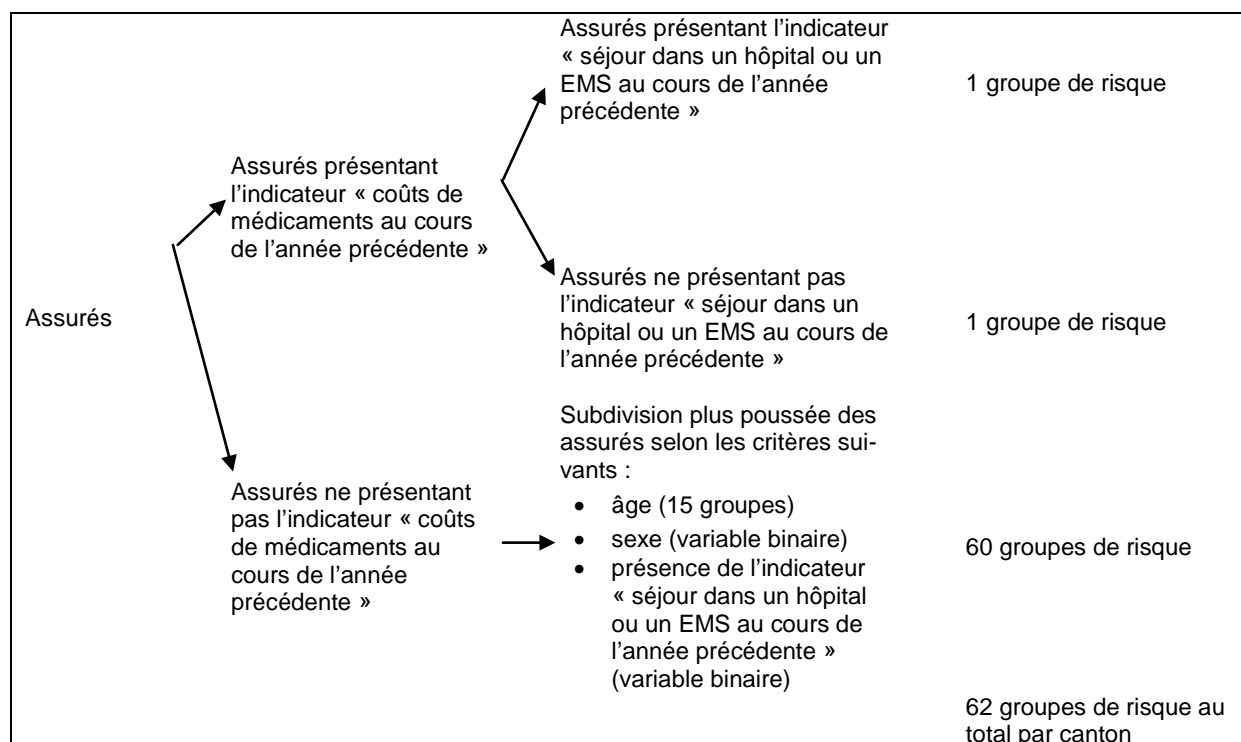 Assurés
Assurés présentant
l’indicateur « coûts de
médicaments au cours
de l’année précédente »
Assurés présentant l’indicateur
« séjour dans un hôpital ou un
EMS au cours de l’année
précédente »
1 groupe de risque
Assurés ne présentant pas
l’indicateur « séjour dans un
hôpital ou un EMS au cours de
l’année précédente »
1 groupe de risque
Assurés ne présentant
pas l’indicateur « coûts
de médicaments au
cours de l’année
précédente »
Subdivision plus poussée des
assurés selon les critères sui-
vants :
• âge (15 groupes)
• sexe (variable binaire)
• présence de l’indicateur
« séjour dans un hôpital
ou un EMS au cours de
l’année précédente »
(variable binaire)
60 groupes de risque
62 groupes de risque au
total par canton